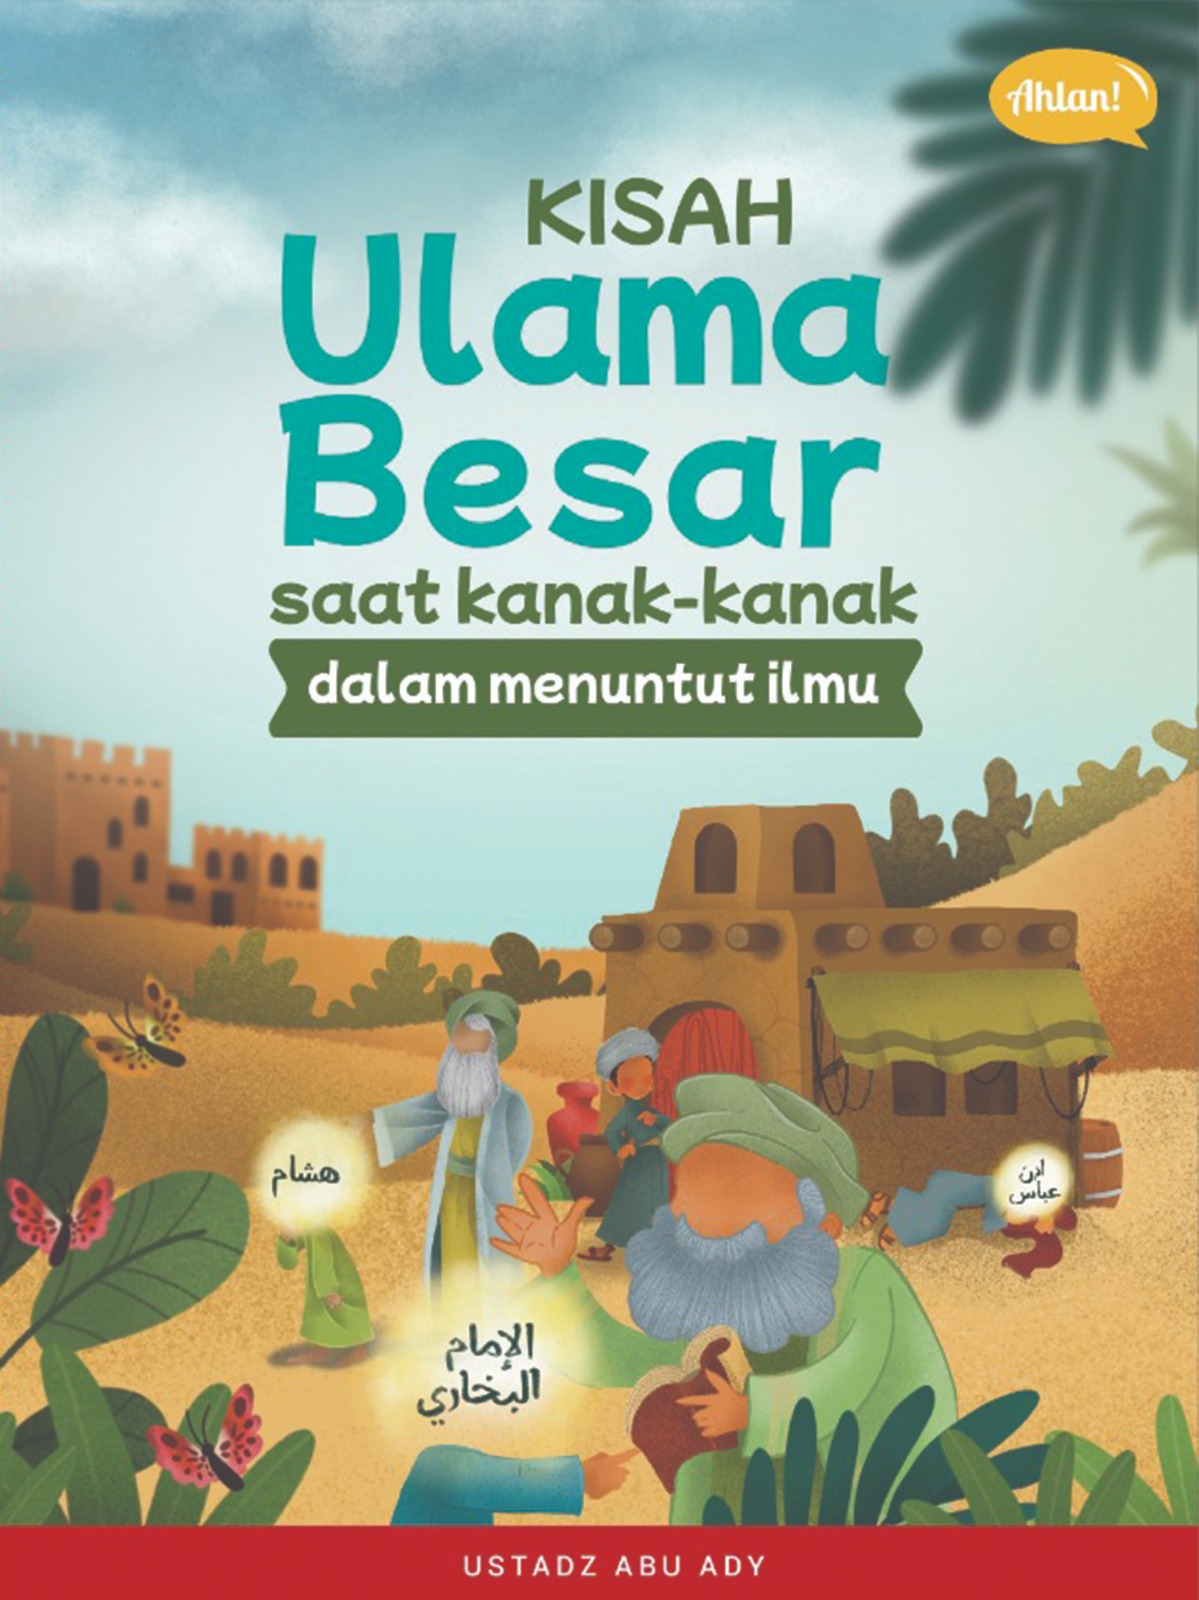 Ahlan!
KISAH
Ulama
Besar
saat kanak-kanak
dalam menuntut ilmu
هشام
ابن
عباس
الإمام
البخاري
USTADZ ABU ADY